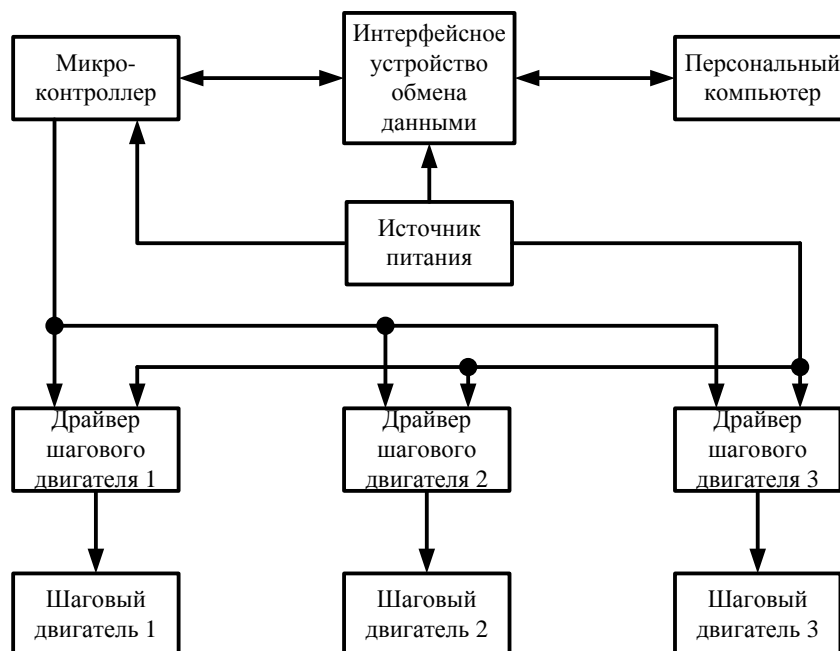 Микро-
контроллер
Интерфейсное
устройство
обмена
данными
Персональный
компьютер
Источник
питания
Драйвер
шагового
двигателя 1
Драйвер
шагового
двигателя 2
Драйвер
шагового
двигателя 3
Шаговый
двигатель 1
Шаговый
двигатель 2
Шаговый
двигатель 3